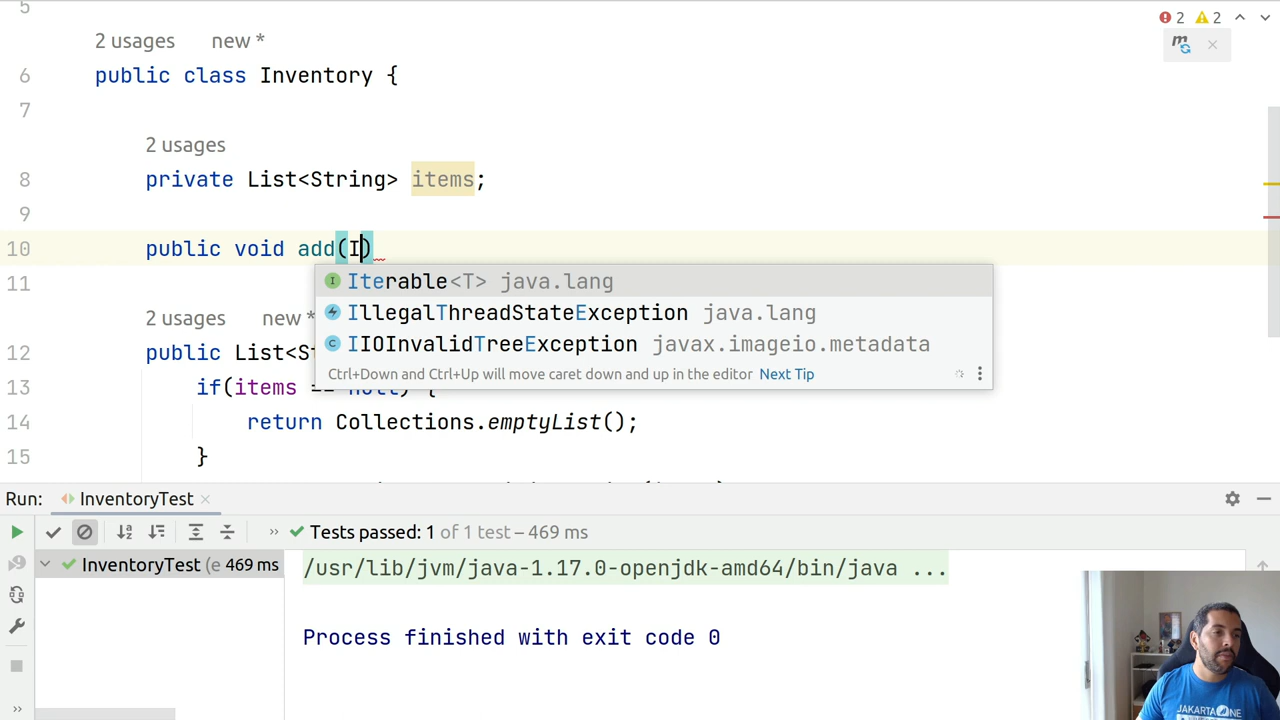 5
2 usages new *
2
2
6 public class Inventory {
7
2 usages
8 private List<String> items;
9
10 public void add(I)
11
Iterable<T> java.lang
IllegalThreadStateException java.lang
IIOInvalidTreeException javax.imageio.metadata
Ctrl+Down and Ctrl+Up will move caret down and up in the editor Next Tip
2 usages new *
12 public List<S
13 if(items == null) {
14 return Collections.emptyList();
15 }
Run: InventoryTest
Tests passed: 1 of 1 test – 469 ms
InventoryTest (e 469 ms
/usr/lib/jvm/java-1.17.0-openjdk-amd64/bin/java ...
Process finished with exit code 0
JAKARTAONE